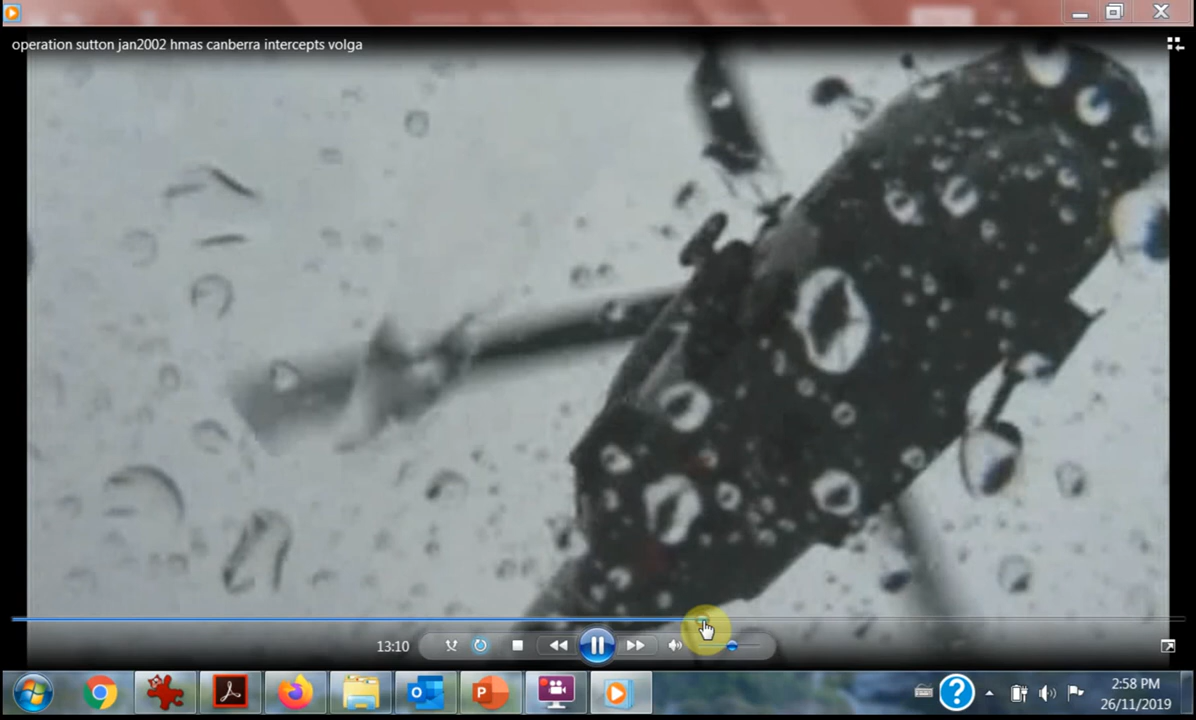 operation sutton jan2002 hmas canberra intercepts volga
13:10
2:58 PM
26/11/2019